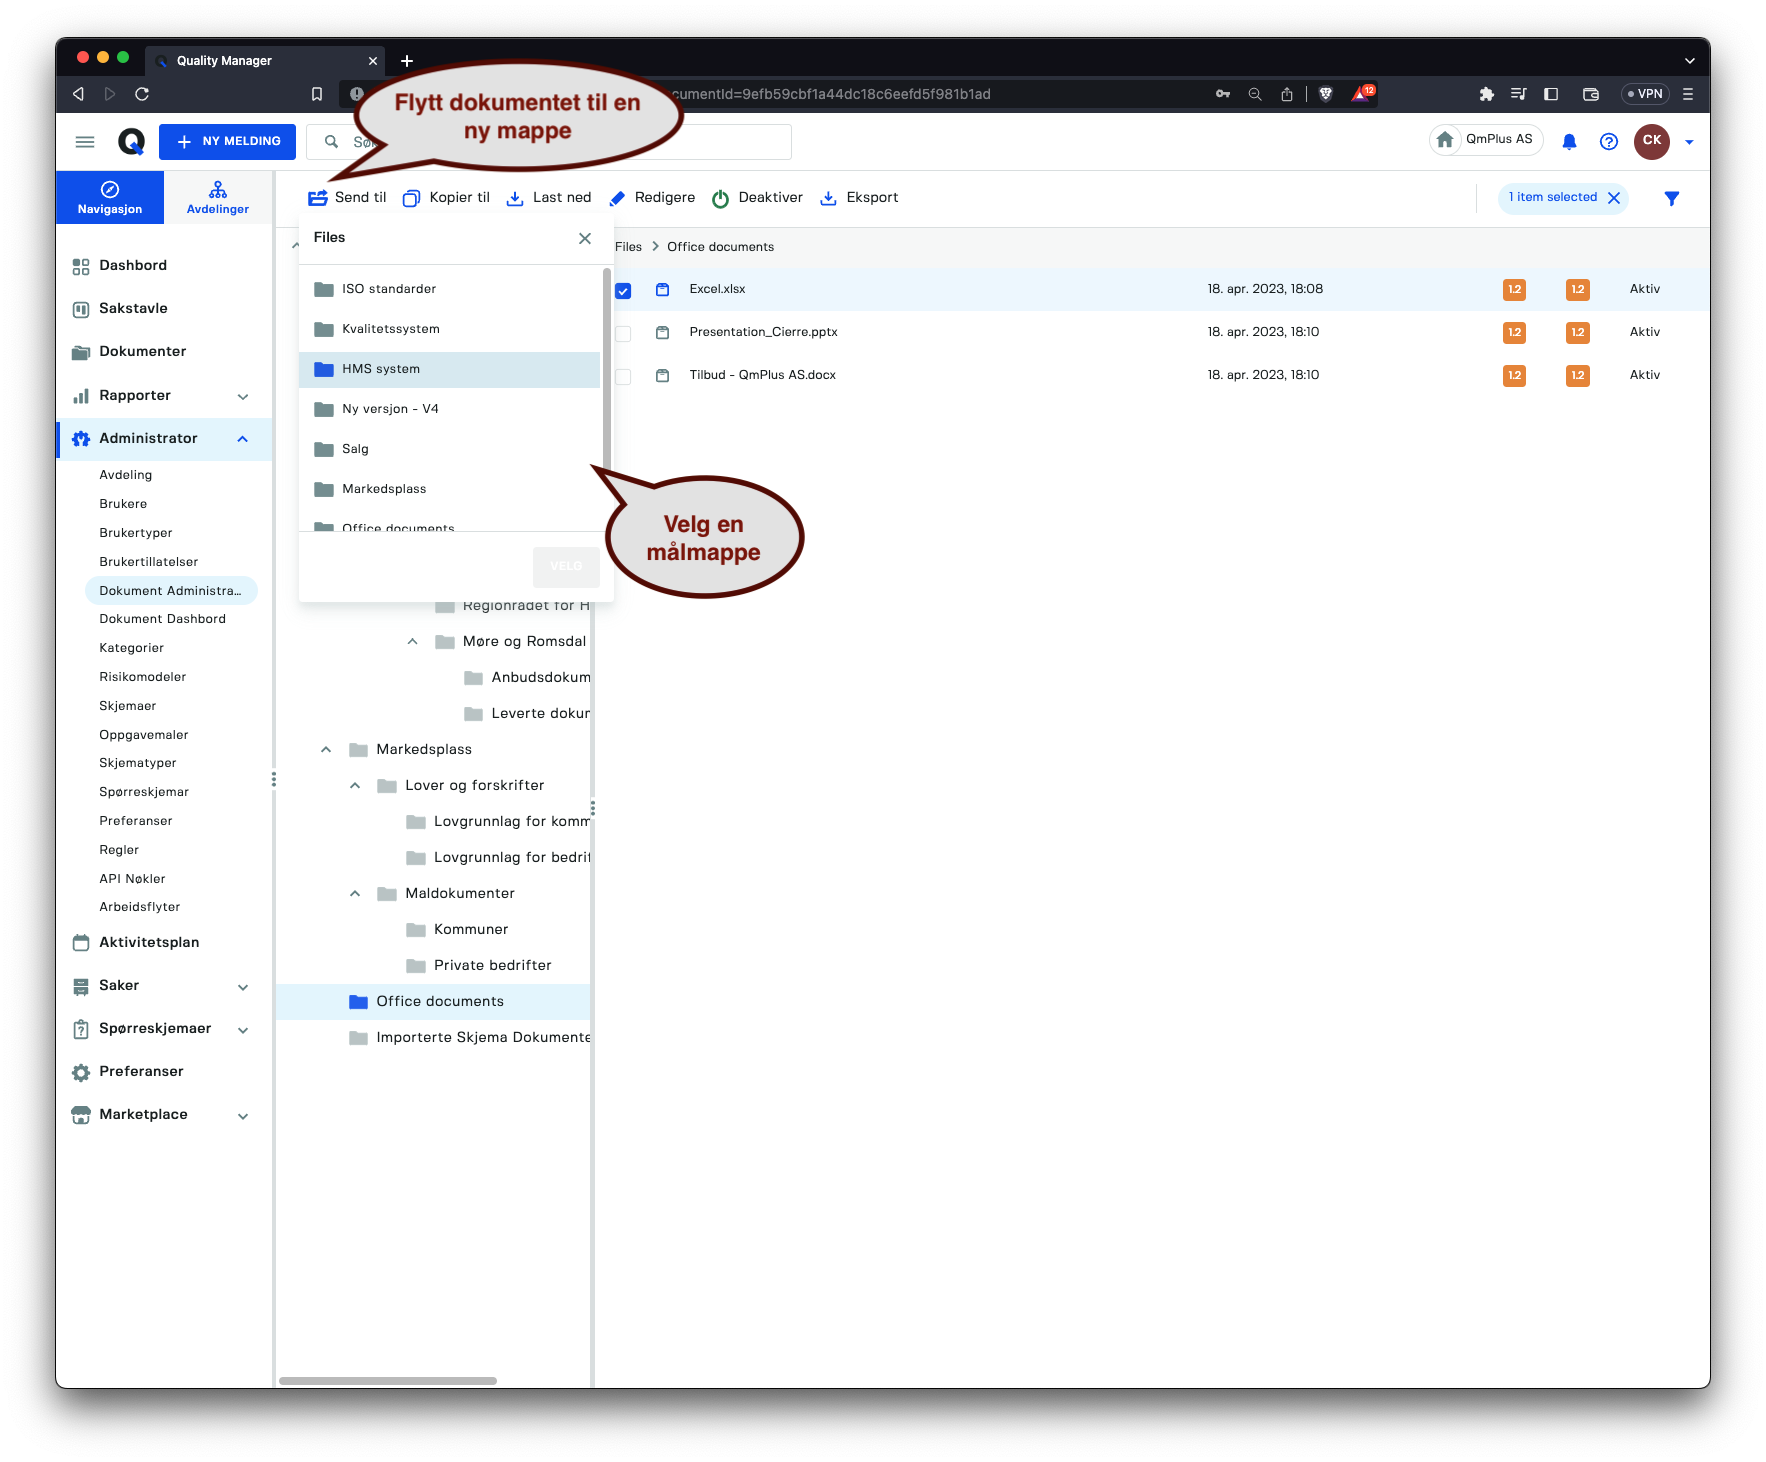 Quality Manager
cumentId=9efb59cbf1a44dc18c6eefd5f981b1ad
12
VPN
Flytt dokumentet til en
ny mappe
NY MELDING
QmPlus AS
CK
Navigasjon
Avdelinger
Send til
Kopier til
Last ned
Redigere
Deaktiver
Eksport
1 item selected
Dashbord
Sakstavle
Dokumenter
Rapporter
Administrator
Avdeling
Brukere
Brukertyper
Brukertillatelser
Dokument Administra...
Dokument Dashbord
Kategorier
Risikomodeler
Skjemaer
Oppgavemaler
Skjematyper
Spørreskjemar
Preferanser
Regler
API Nøkler
Arbeidsflyter
Aktivitetsplan
Saker
Spørreskjemaer
Preferanser
Marketplace
Files
ISO standarder
Kvalitetssystem
HMS system
Ny versjon - V4
Salg
Markedsplass
Office documents
VELG
Velg en
målmappe
Regionrådet for H
Møre og Romsdal
Anbudsdokum
Leverte dokur
Markedsplass
Lover og forskrifter
Lovgrunnlag for komm
Lovgrunnlag for bedrif
Maldokumenter
Kommuner
Private bedrifter
Office documents
Importerte Skjema Dokumente
Files > Office documents
Excel.xlsx 18. apr. 2023, 18:08 1.2 1.2 Aktiv
Presentation_Cierre.pptx 18. apr. 2023, 18:10 1.2 1.2 Aktiv
Tilbud - QmPlus AS.docx 18. apr. 2023, 18:10 1.2 1.2 Aktiv